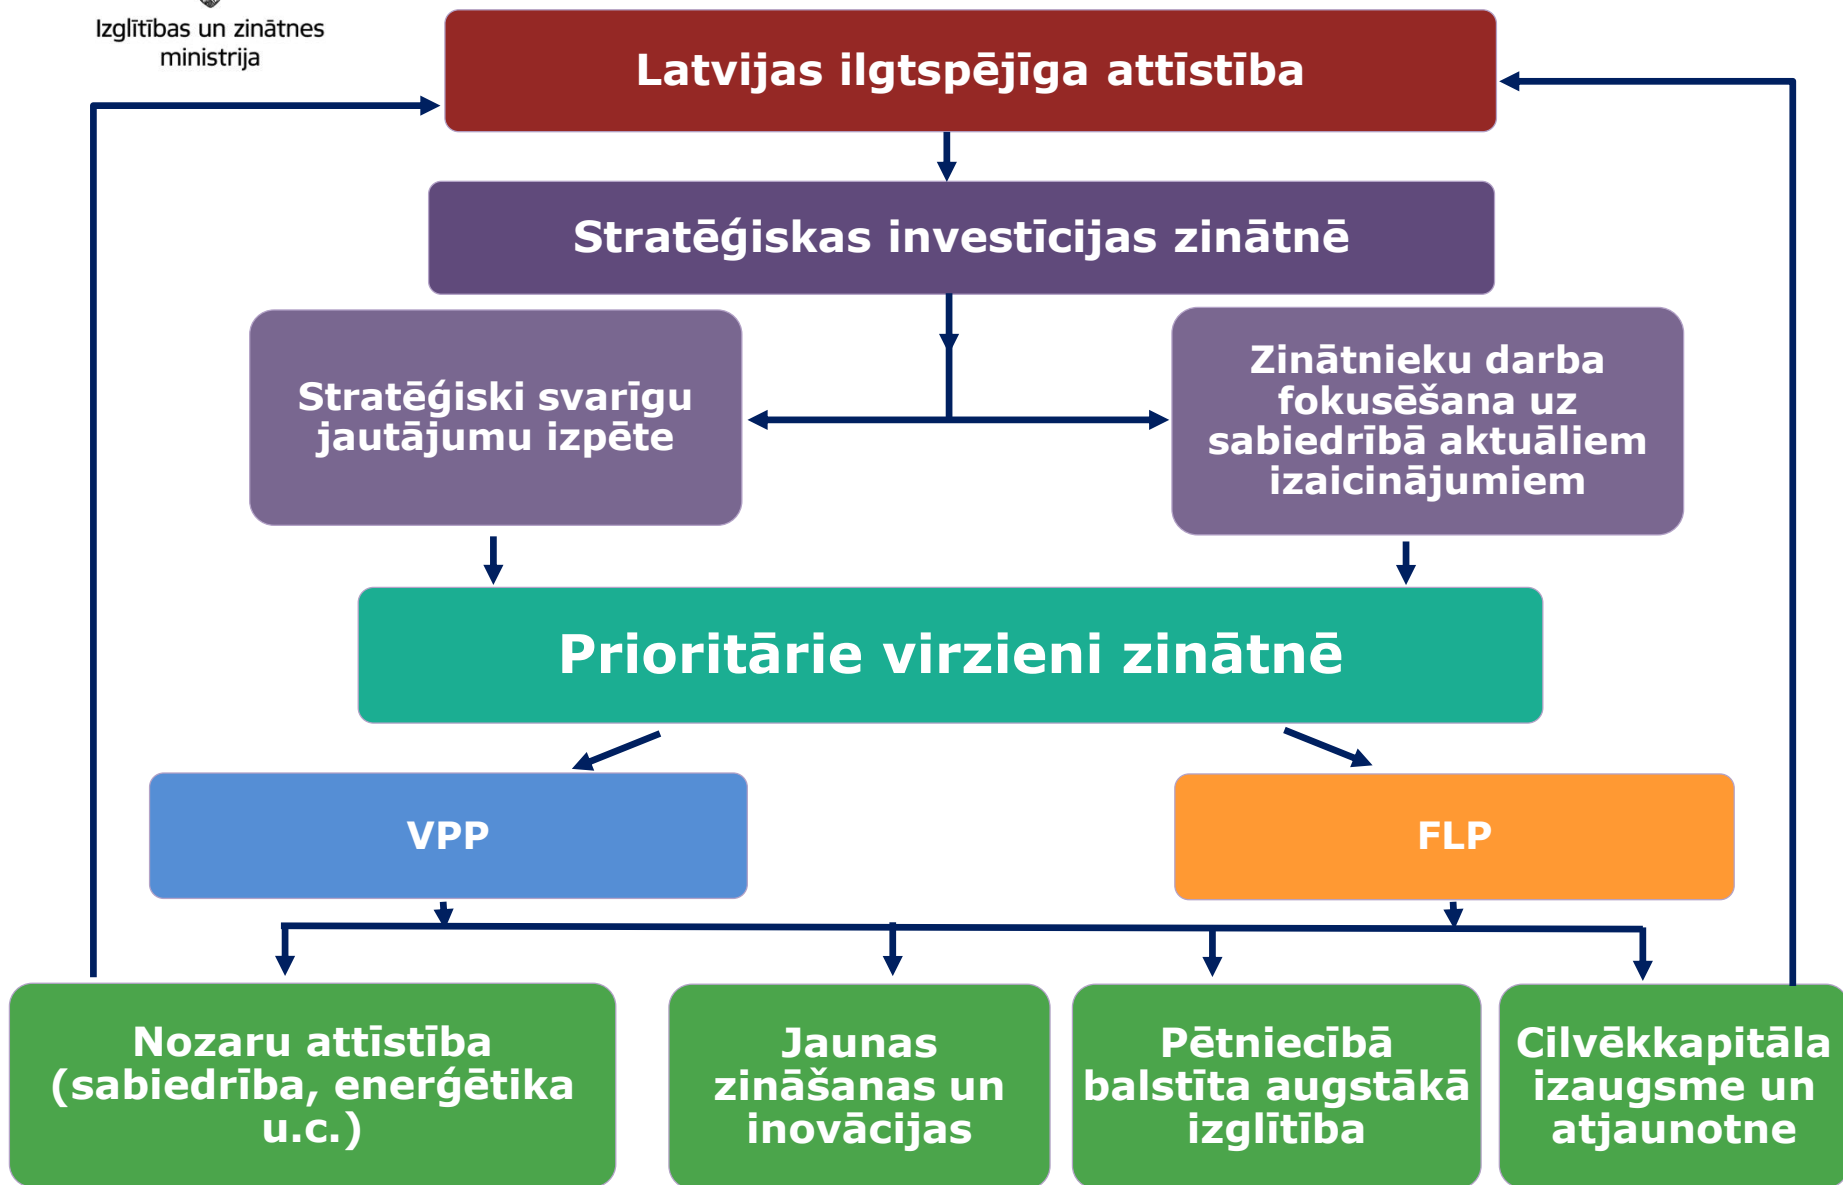 Izglītības un zinātnes
ministrija
Latvijas ilgtspējīga attīstība
Stratēģiskas investīcijas zinātnē
Stratēģiski svarīgu
jautājumu izpēte
Zinātnieku darba
fokusēšana uz
sabiedrībā aktuāliem
izaicinājumiem
Prioritārie virzieni zinātnē
VPP
FLP
Nozaru attīstība
(sabiedrība, enerģētika
u.c.)
Jaunas
zināšanas un
inovācijas
Pētniecībā
balstīta augstākā
izglītība
Cilvēkkapitāla
izaugsme un
atjaunotne